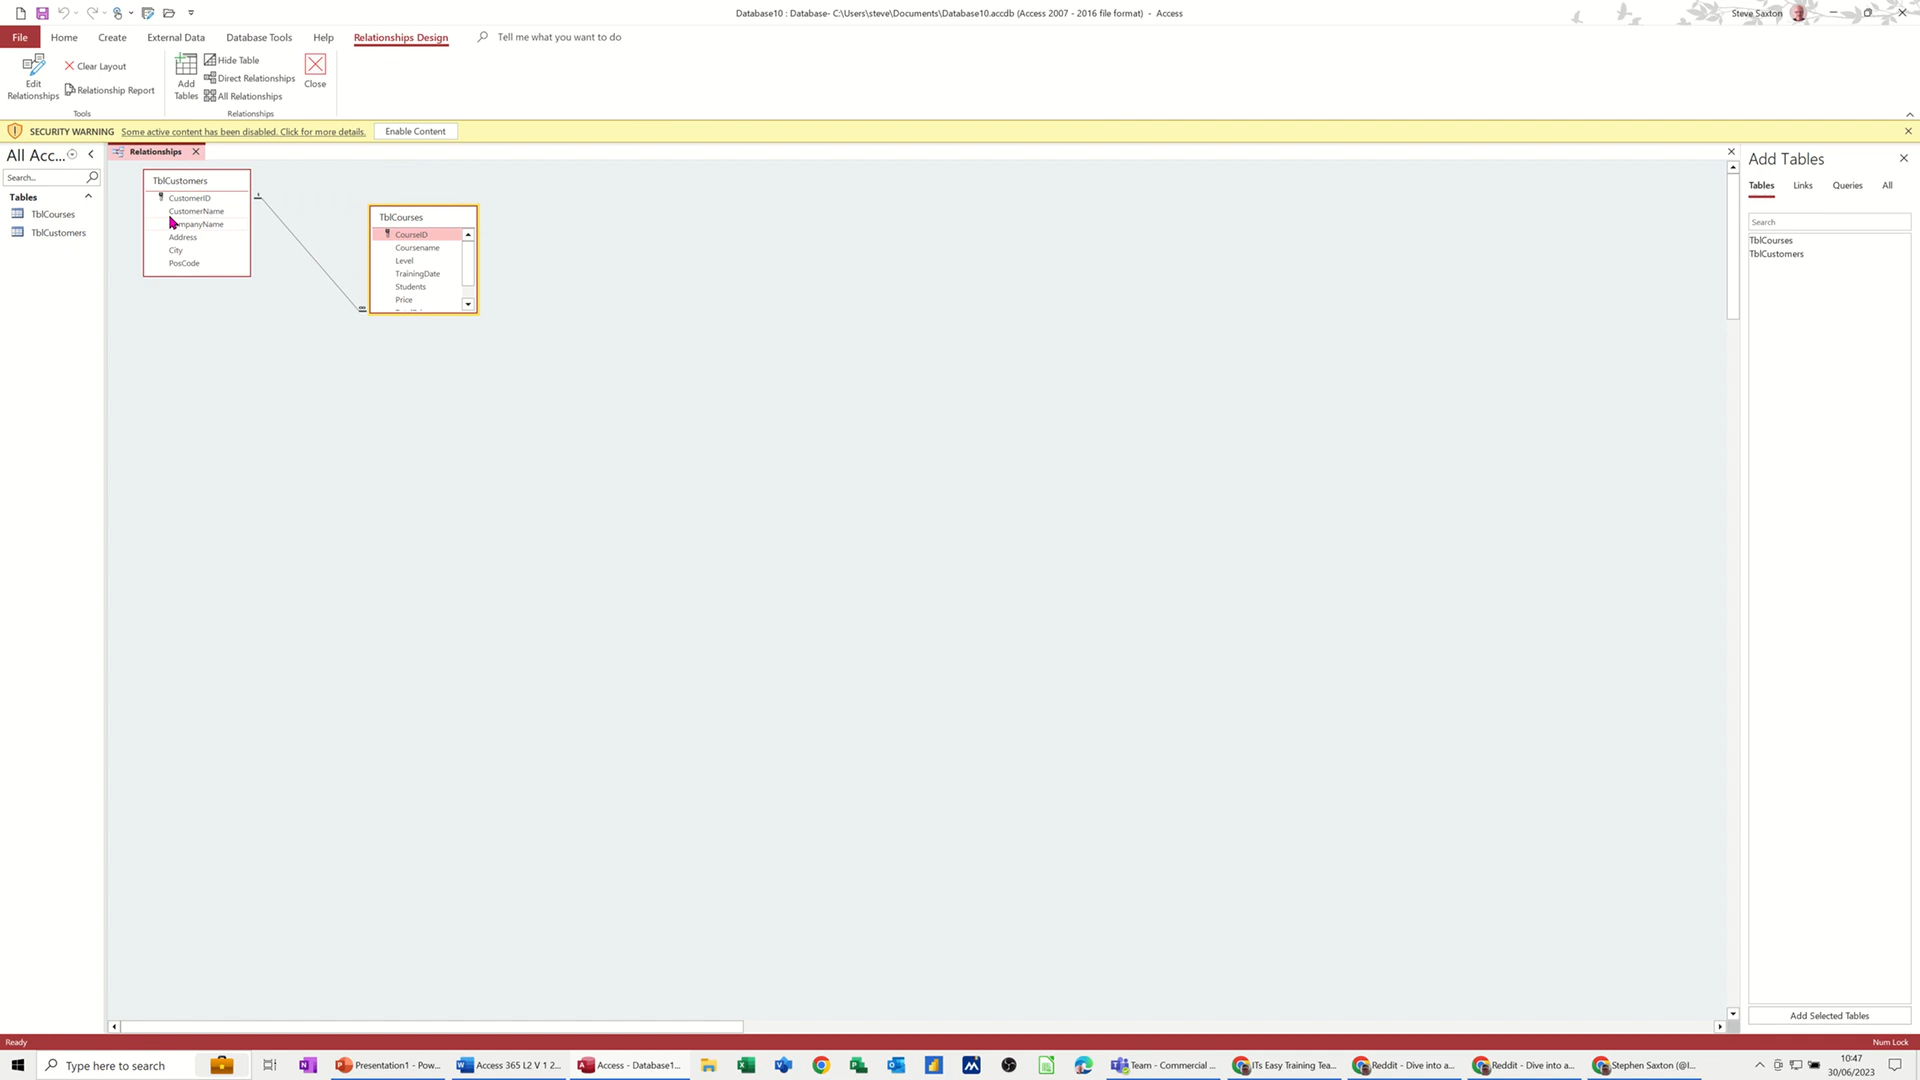 Database10 : Database- C:\Users\steve\Documents\Database10.accdb (Access 2007 - 2016 file format) - Access
Steve Saxton
File
Home
Create
External Data
Database Tools
Help
Relationships Design
Tell me what you want to do
Edit
Relationships
Clear Layout
Relationship Report
Tools
Add
Tables
Hide Table
Direct Relationships
All Relationships
Close
Relationships
SECURITY WARNING
Some active content has been disabled. Click for more details.
Enable Content
All Acc...
Search...
Tables
TblCourses
TblCustomers
Relationships
TblCustomers
CustomerID
CustomerName
Address
City
PosCode
1
∞
TblCourses
CourseID
Coursename
Level
TrainingDate
Students
Price
Add Tables
Tables
Links
Queries
All
Search
TblCourses
TblCustomers
Add Selected Tables
Ready
Num Lock
Type here to search
Presentation1 - Pow...
Access 365 L2 V 1 2...
Access - Database1...
Team - Commercial ...
ITs Easy Training Tea...
Reddit - Dive into a...
Reddit - Dive into a...
Stephen Saxton (@I...
10:47
30/06/2023